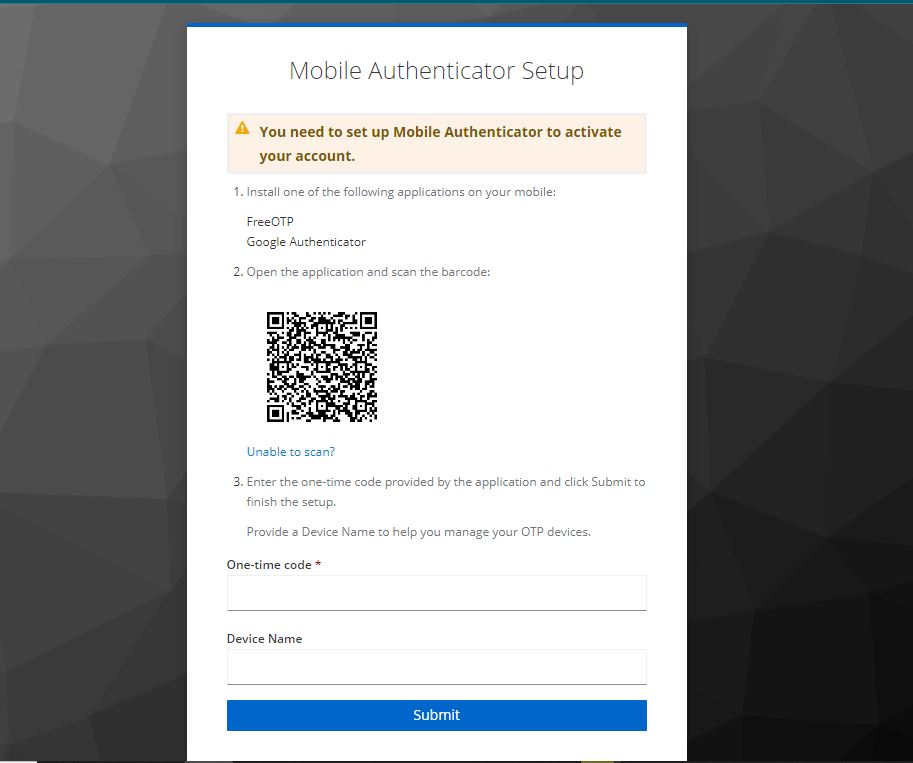 Mobile Authenticator Setup
You need to set up Mobile Authenticator to activate
your account.
1. Install one of the following applications on your mobile:
FreeOTP
Google Authenticator
2. Open the application and scan the barcode:
Unable to scan?
3. Enter the one-time code provided by the application and click Submit to
finish the setup.
Provide a Device Name to help you manage your OTP devices.
One-time code *
Device Name
Submit